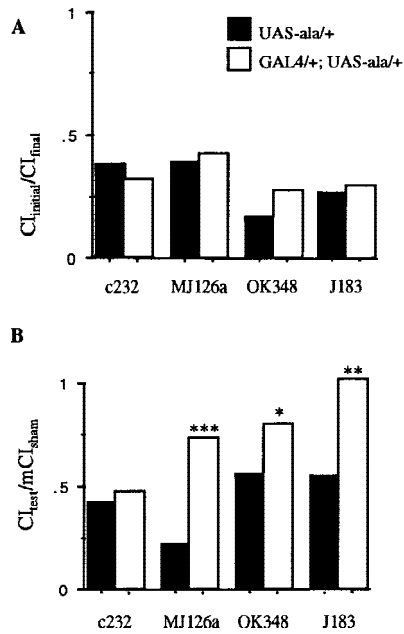 A
UAS-ala/+
GAL4/+; UAS-ala/+
1
.5
0
CIinitial/CIfinal
c232 MJ126a OK348 J183
B
1
.5
0
CItest/mCIsham
*** * **
c232 MJ126a OK348 J183